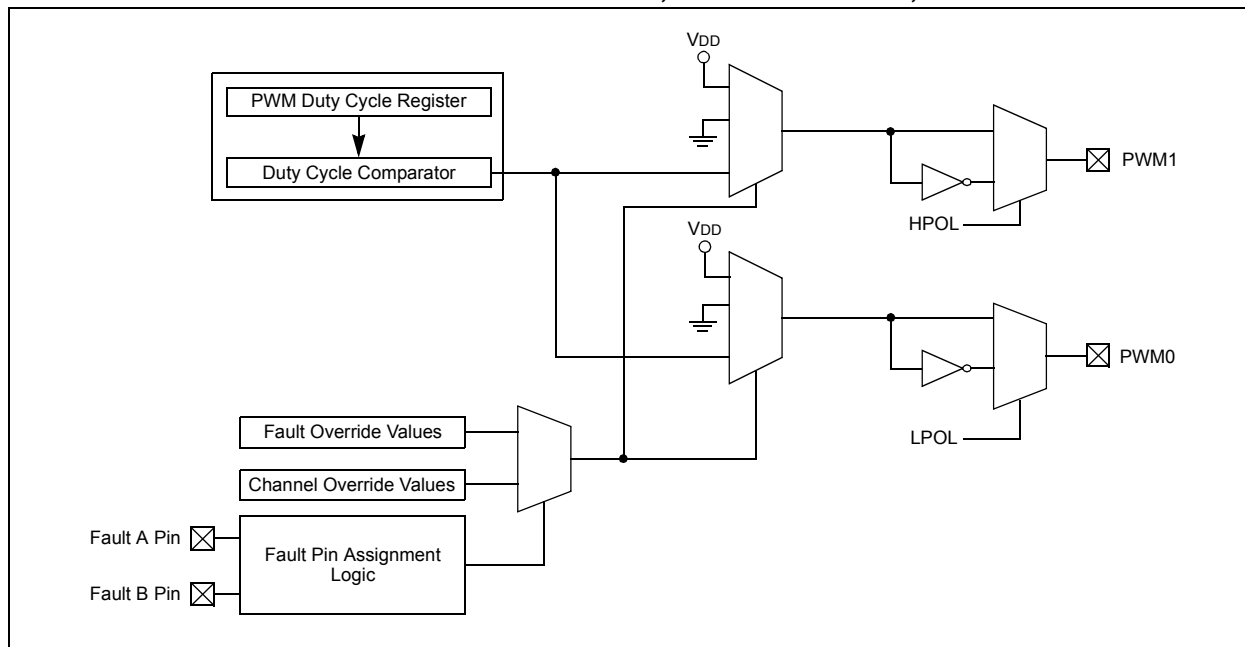 VDD
PWM Duty Cycle Register
Duty Cycle Comparator
PWM1
HPOL
VDD
PWM0
LPOL
Fault Override Values
Channel Override Values
Fault A Pin
Fault Pin Assignment
Logic
Fault B Pin